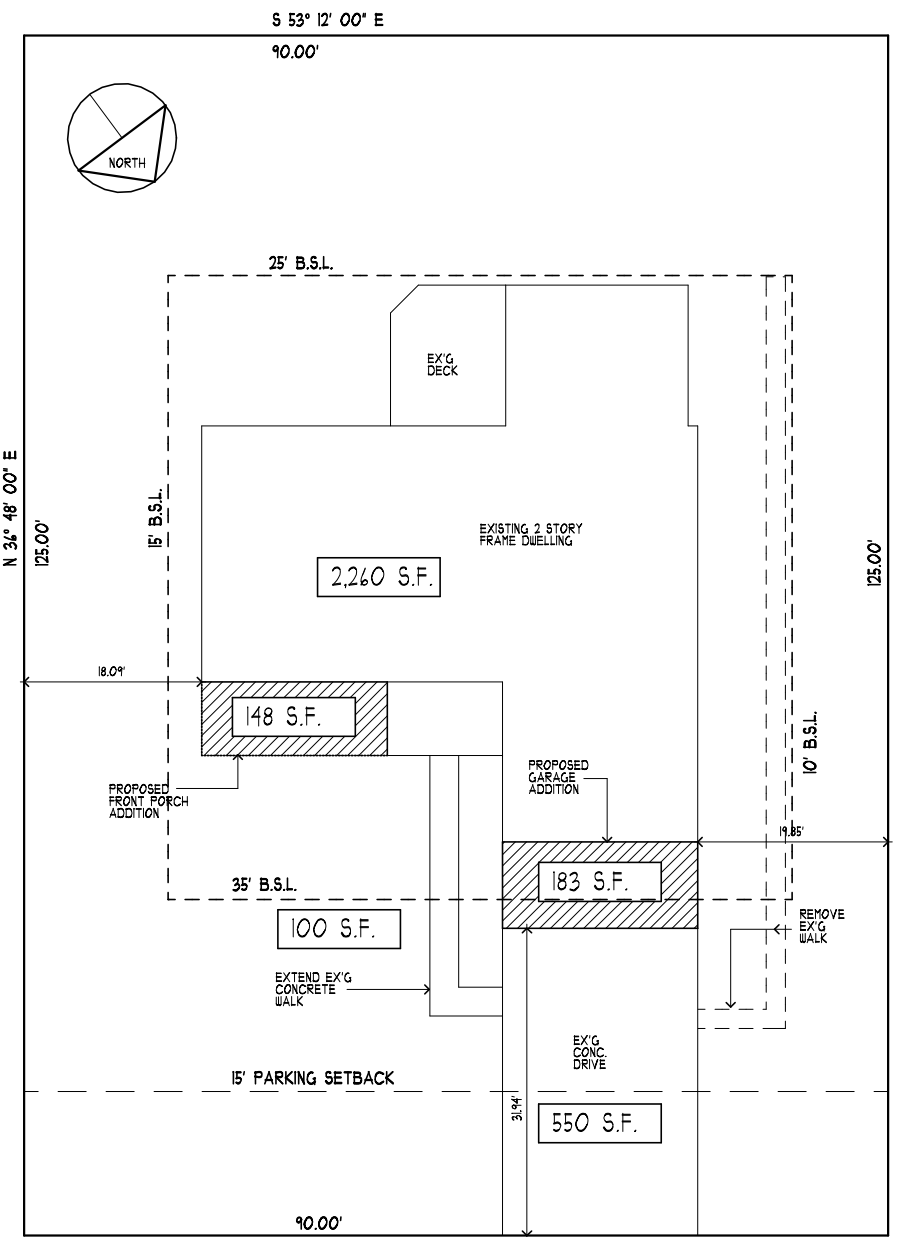 S 53° 12' 00" E
90.00'
NORTH
25' B.S.L.
EX'G
DECK
N 36° 48' 00" E
125.00'
15' B.S.L.
EXISTING 2 STORY
FRAME DWELLING
125.00'
2,260 S.F.
18.09'
148 S.F.
10' B.S.L.
PROPOSED
GARAGE
ADDITION
PROPOSED
FRONT PORCH
ADDITION
19.85'
183 S.F.
35' B.S.L.
100 S.F.
REMOVE
EX'G
WALK
EXTEND EX'G
CONCRETE
WALK
EX'G
CONC.
DRIVE
15' PARKING SETBACK
31.94'
550 S.F.
90.00'